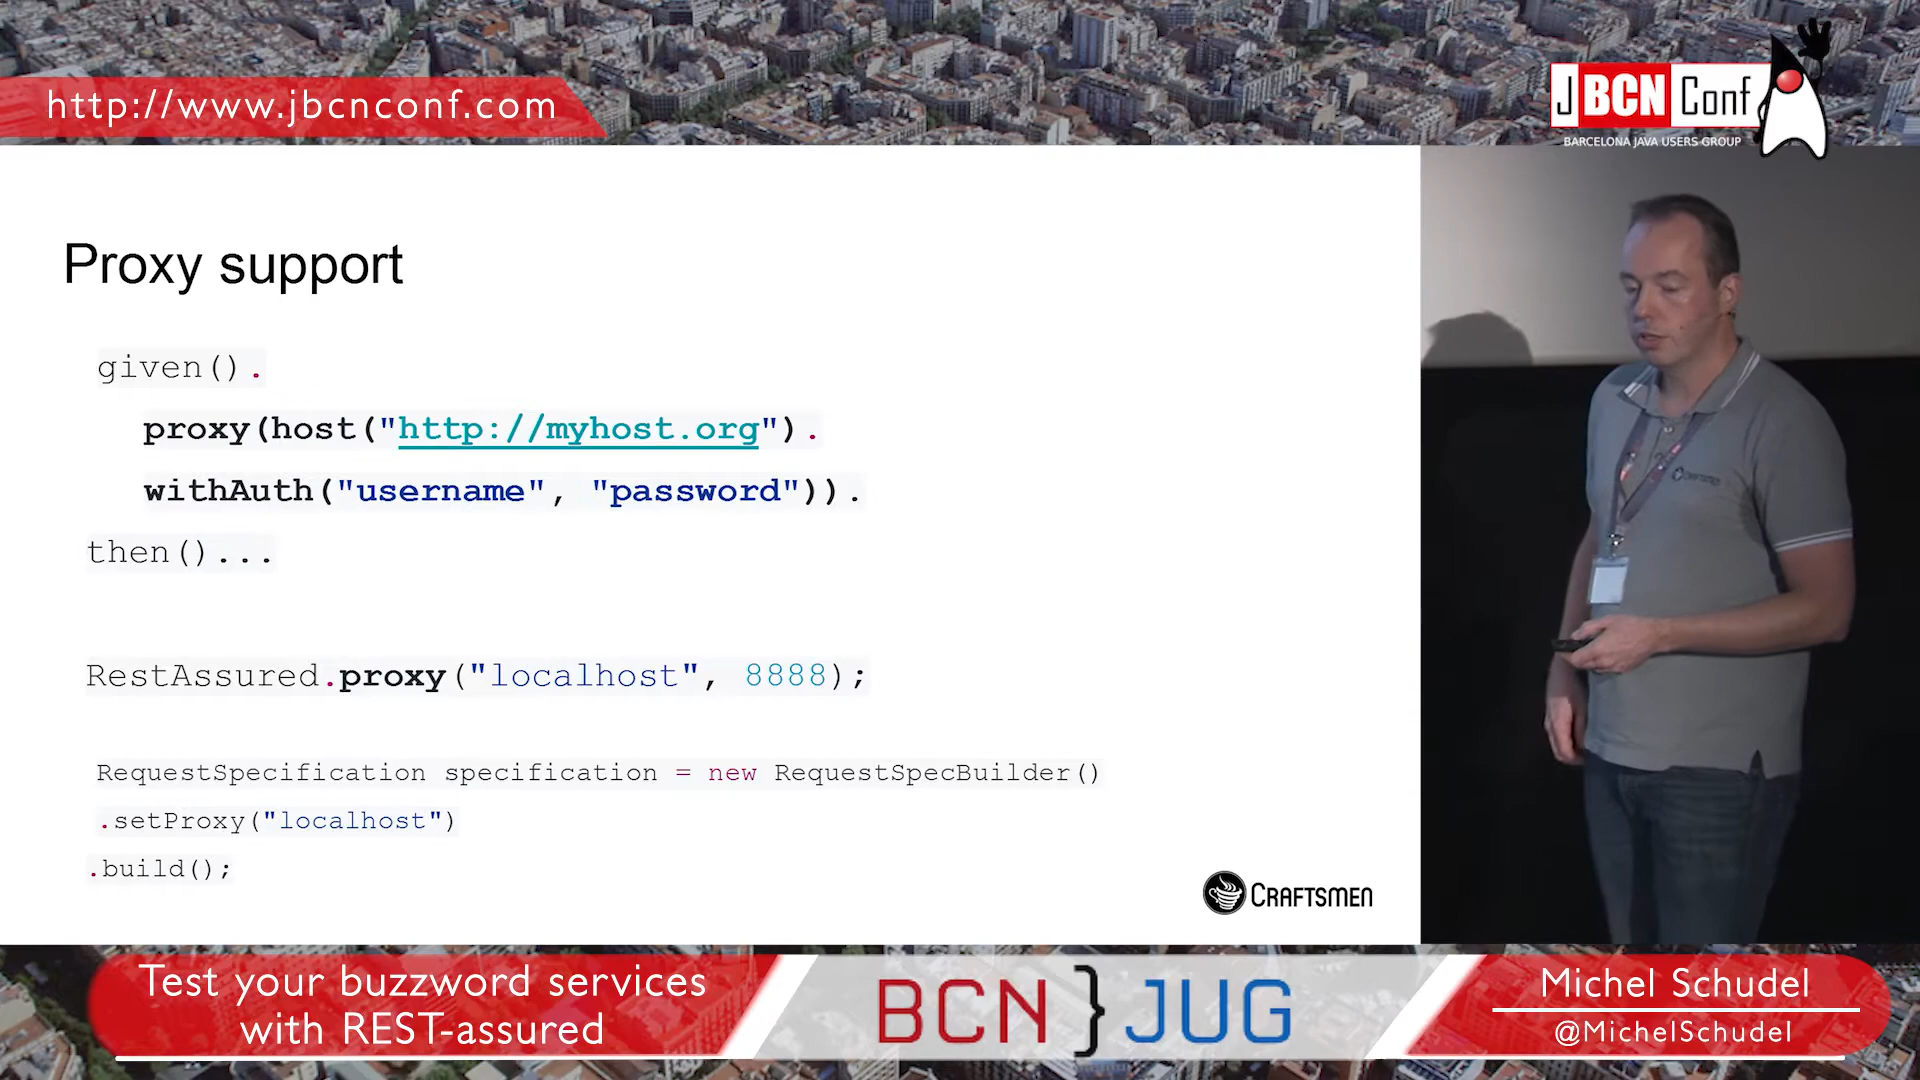 http://www.jbcnconf.com
JBCN Conf
BARCELONA JAVA USERS GROUP
Proxy support
given().
proxy(host("http://myhost.org").
withAuth("username", "password")).
then()...
RestAssured.proxy("localhost", 8888);
RequestSpecification specification = new RequestSpecBuilder()
.setProxy("localhost")
.build();
CRAFTSMEN
Test your buzzword services
with REST-assured
BCN}JUG
Michel Schudel
@MichelSchudel